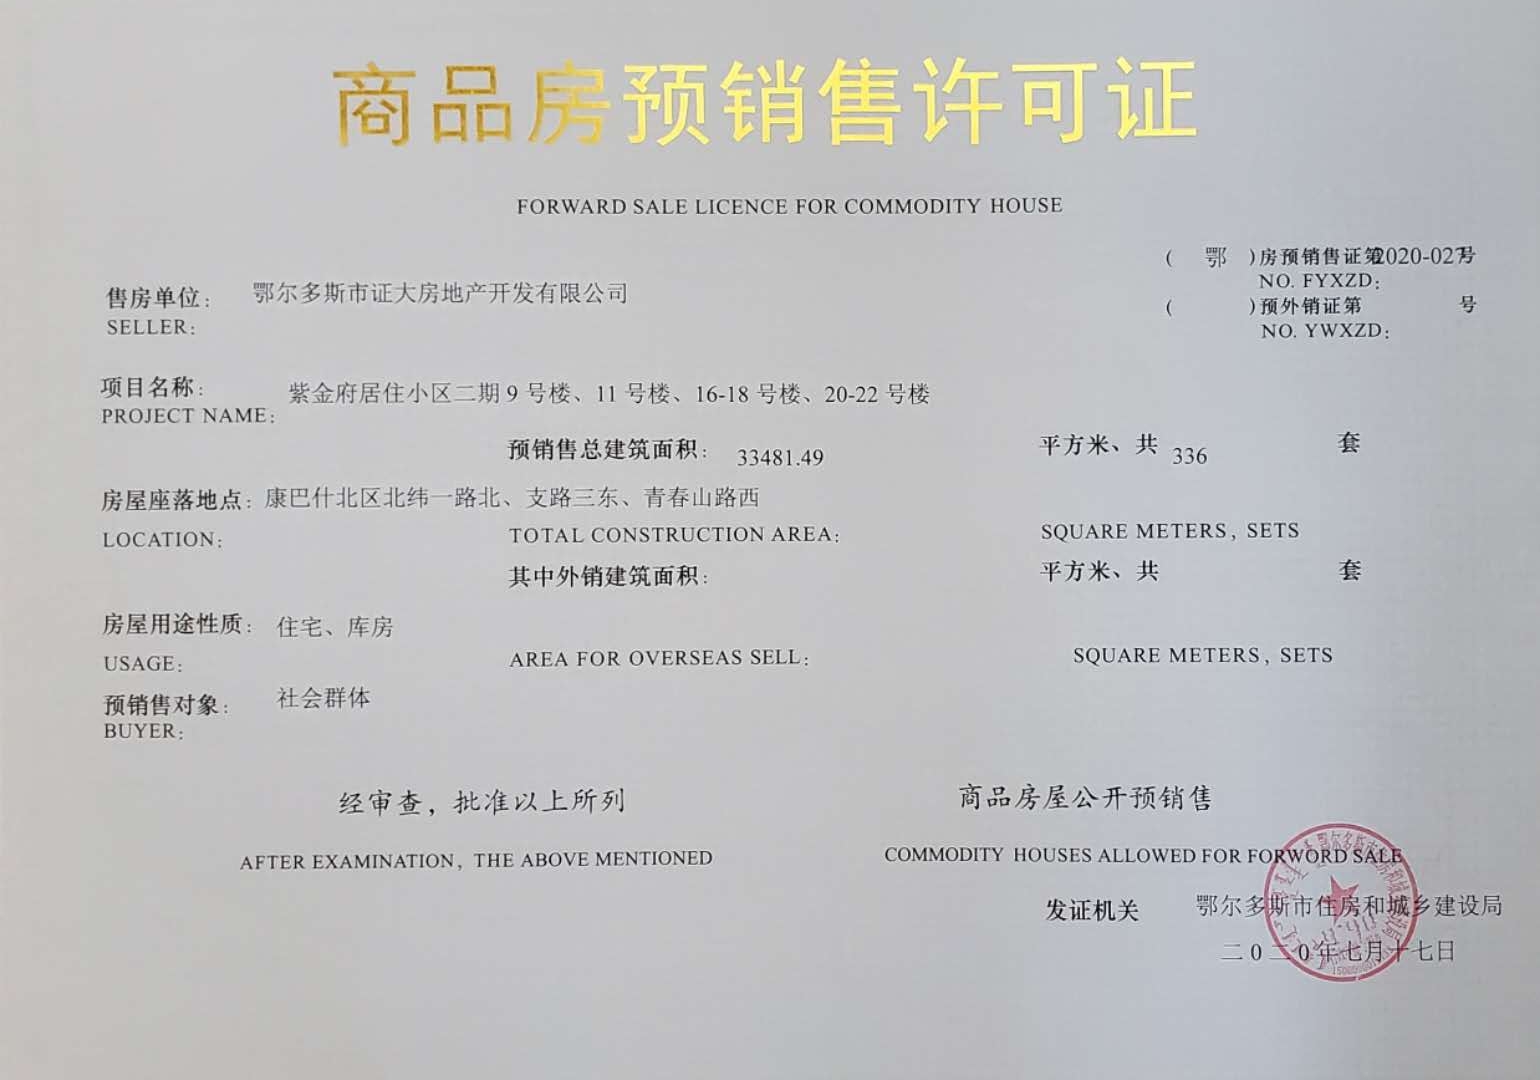 商品房预销售许可证
FORWARD SALE LICENCE FOR COMMODITY HOUSE
( 鄂 )房预销售证第2020-027号
NO. FYXZD:
售房单位: 鄂尔多斯市证大房地产开发有限公司
SELLER:
( )预外销证第 号
NO. YWXZD:
项目名称: 紫金府居住小区二期 9 号楼、11 号楼、16-18 号楼、20-22 号楼
PROJECT NAME:
预销售总建筑面积: 33481.49 平方米、共 336 套
房屋座落地点: 康巴什北区北纬一路北、支路三东、青春山路西
LOCATION: TOTAL CONSTRUCTION AREA: SQUARE METERS, SETS
其中外销建筑面积: 平方米、共 套
房屋用途性质: 住宅、库房
USAGE: AREA FOR OVERSEAS SELL: SQUARE METERS, SETS
预销售对象: 社会群体
BUYER:
经审查，批准以上所列 商品房屋公开预销售
AFTER EXAMINATION, THE ABOVE MENTIONED COMMODITY HOUSES ALLOWED FOR FORWORD SALE
发证机关 鄂尔多斯市住房和城乡建设局
二0二0年七月十七日